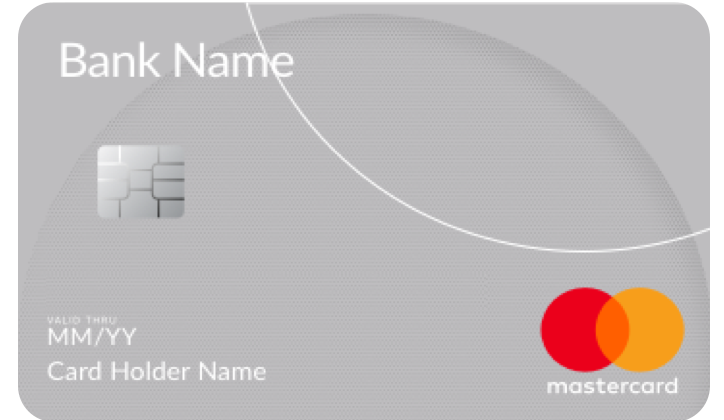 Bank Name
VALID THRU
MM/YY
Card Holder Name
mastercard